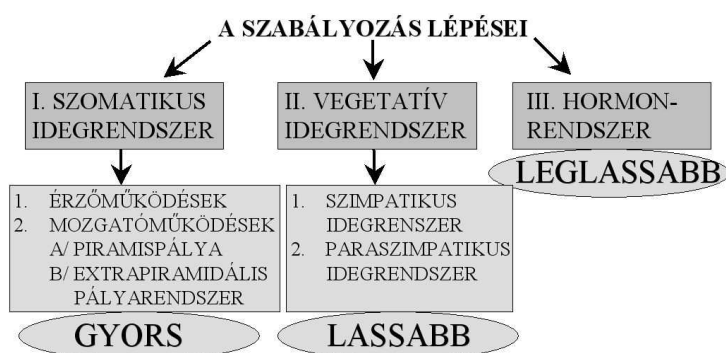 A SZABÁLYOZÁS LÉPÉSEI
I. SZOMATIKUS
IDEGRENDSZER
II. VEGETATÍV
IDEGRENDSZER
III. HORMON-
RENDSZER
LEGLASSABB
1. ÉRZŐMŰKÖDÉSEK
2. MOZGATÓMŰKÖDÉSEK
A/ PIRAMISPÁLYA
B/ EXTRAPIRAMIDÁLIS
PÁLYARENDSZER
GYORS
1. SZIMPATIKUS
IDEGRENSZER
2. PARASZIMPATIKUS
IDEGRENDSZER
LASSABB